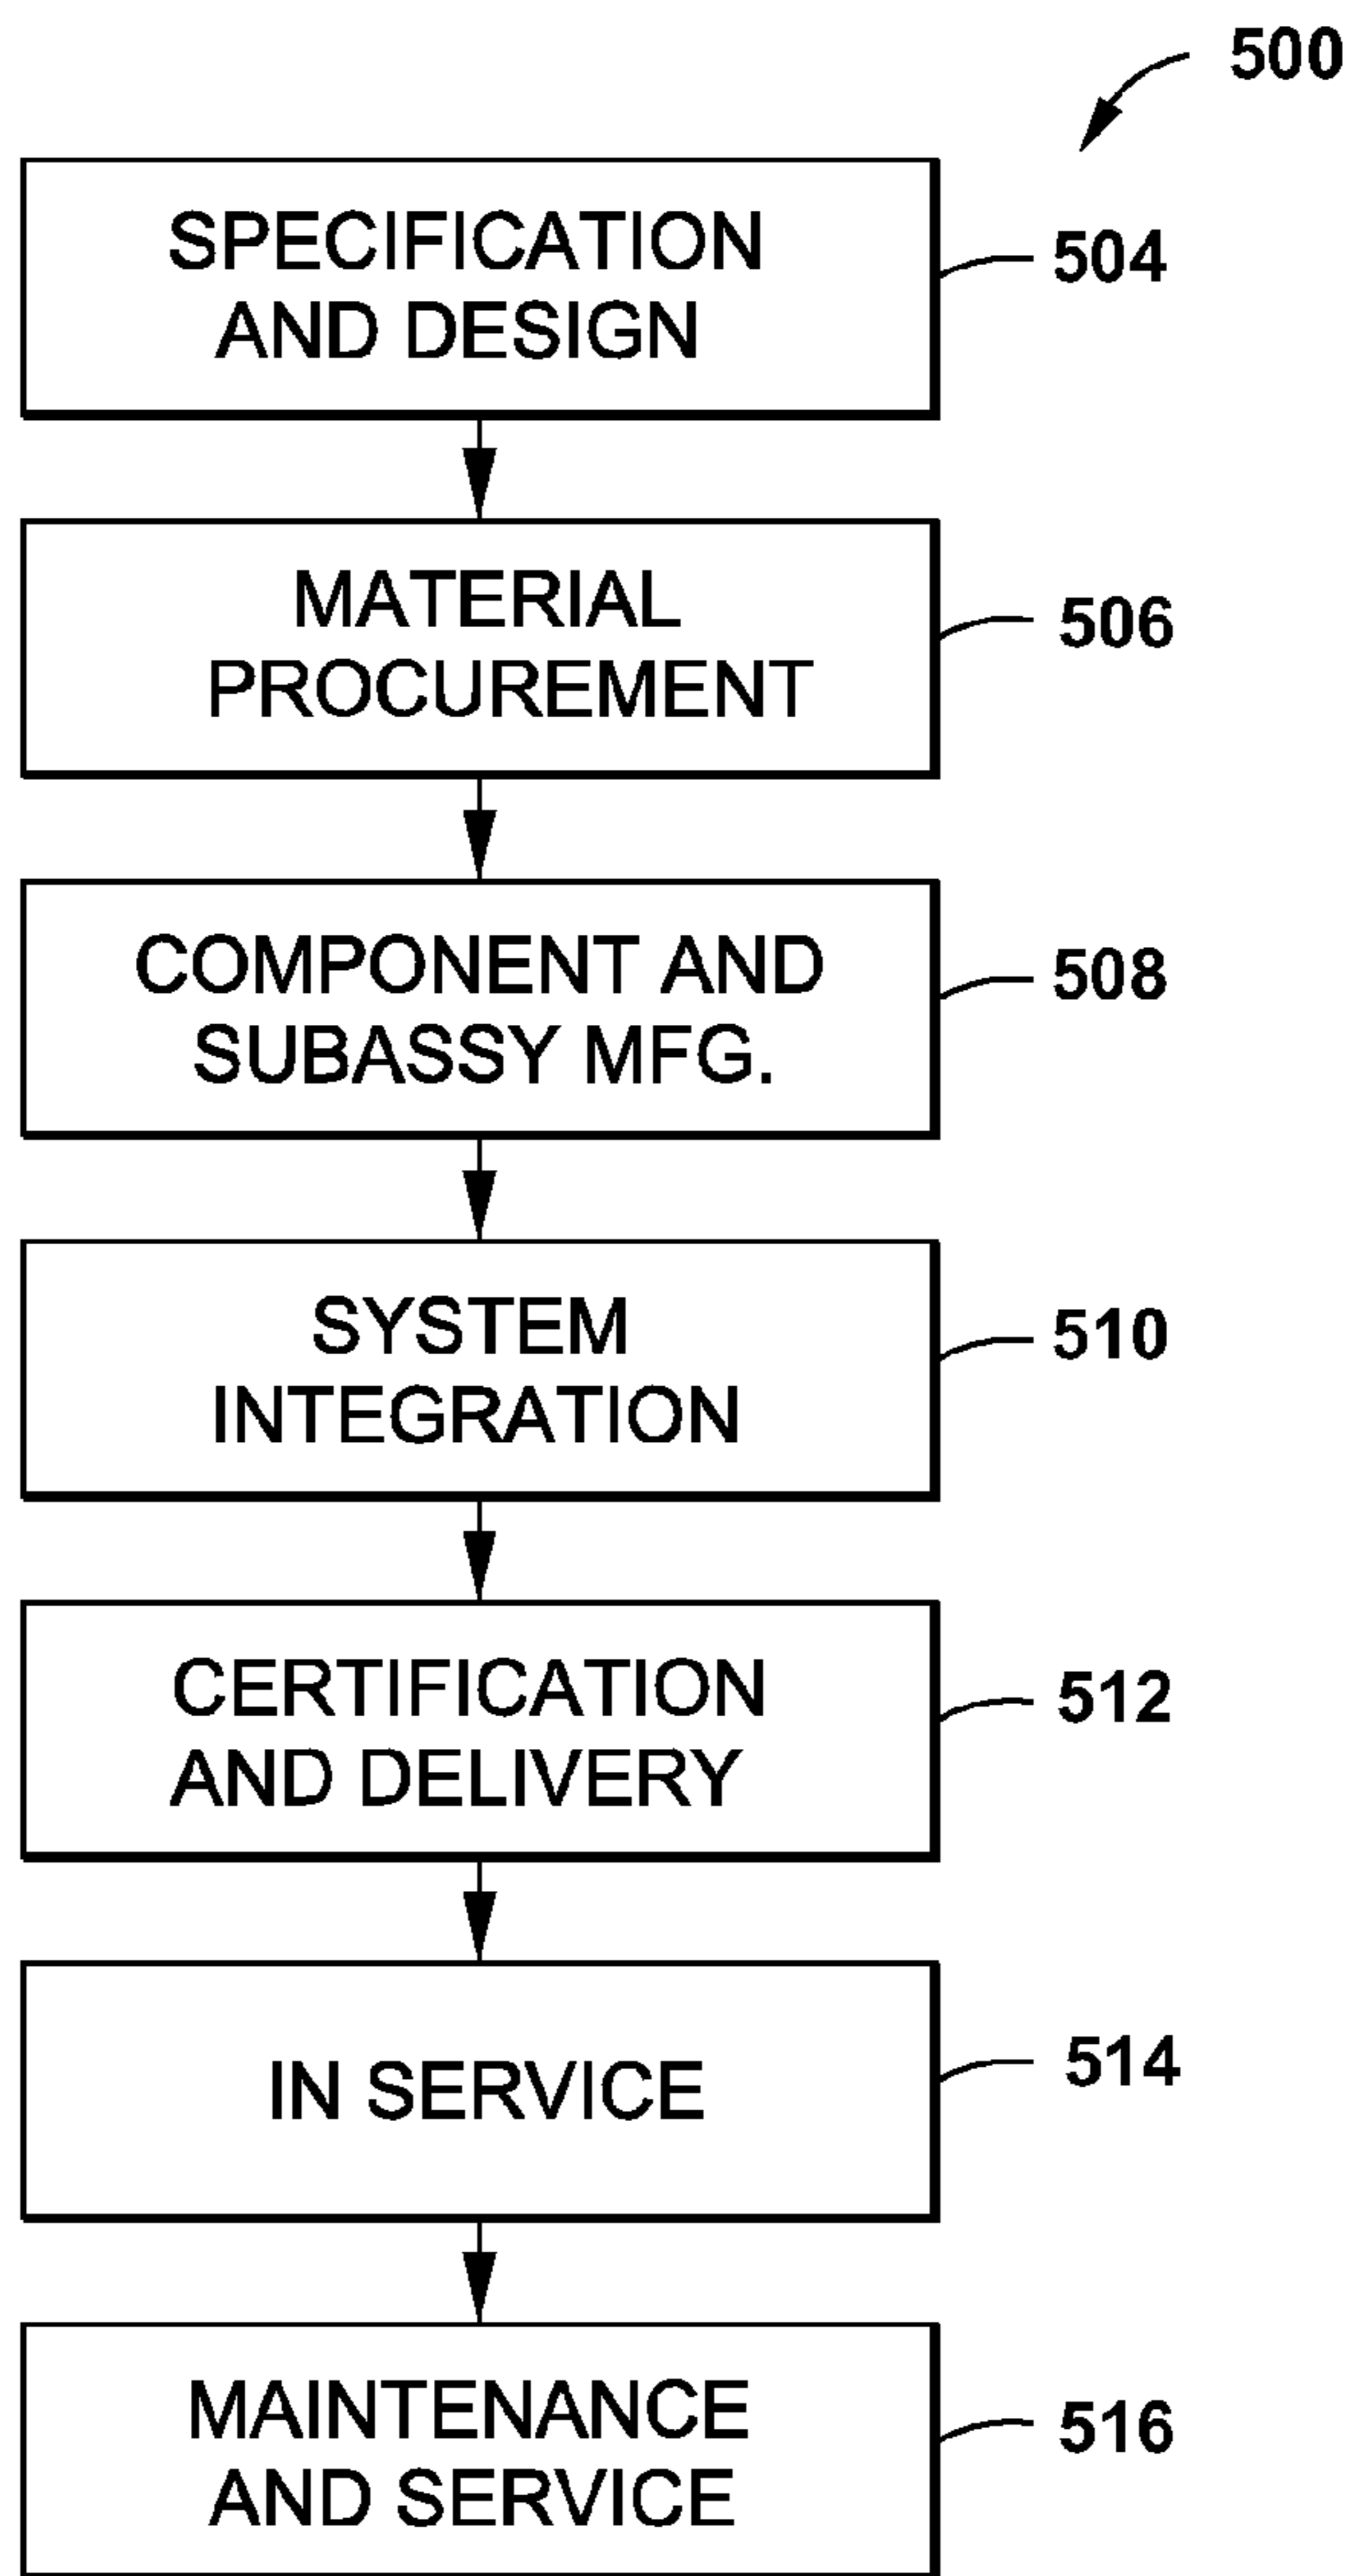 500
SPECIFICATION
AND DESIGN
504
MATERIAL
PROCUREMENT
506
COMPONENT AND
SUBASSY MFG.
508
SYSTEM
INTEGRATION
510
CERTIFICATION
AND DELIVERY
512
IN SERVICE
514
MAINTENANCE
AND SERVICE
516